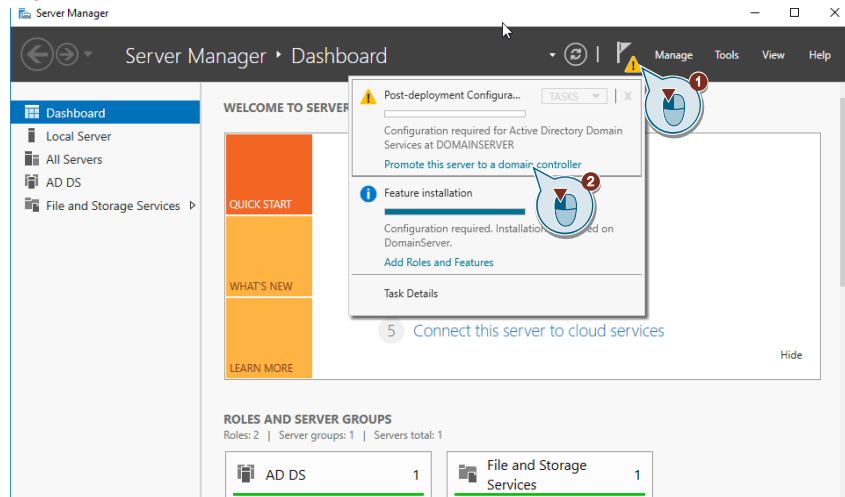 Server Manager
Server Manager • Dashboard
Manage Tools View Help
1
Dashboard
Local Server
All Servers
AD DS
File and Storage Services
WELCOME TO SERVER
Post-deployment Configura...
TASKS
X
Configuration required for Active Directory Domain
Services at DOMAINSERVER
Promote this server to a domain controller
2
Feature installation
Configuration required. Installation ed on
DomainServer.
Add Roles and Features
Task Details
QUICK START
WHAT'S NEW
LEARN MORE
5 Connect this server to cloud services
Hide
ROLES AND SERVER GROUPS
Roles: 2 | Server groups: 1 | Servers total: 1
AD DS 1
File and Storage
Services 1